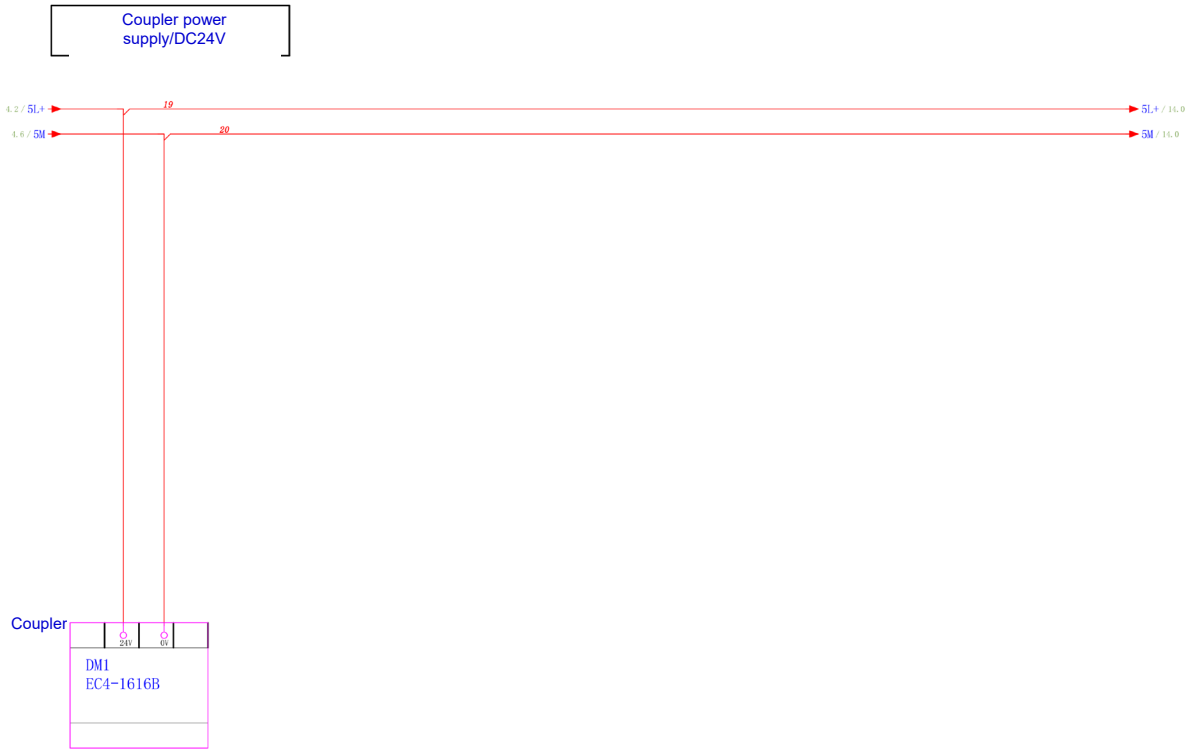 Coupler power
supply/DC24V
4.2 / 5L+
19
5L+ / 14.0
4.6 / 5M
20
5M / 14.0
Coupler
24V
0V
DM1
EC4-1616B